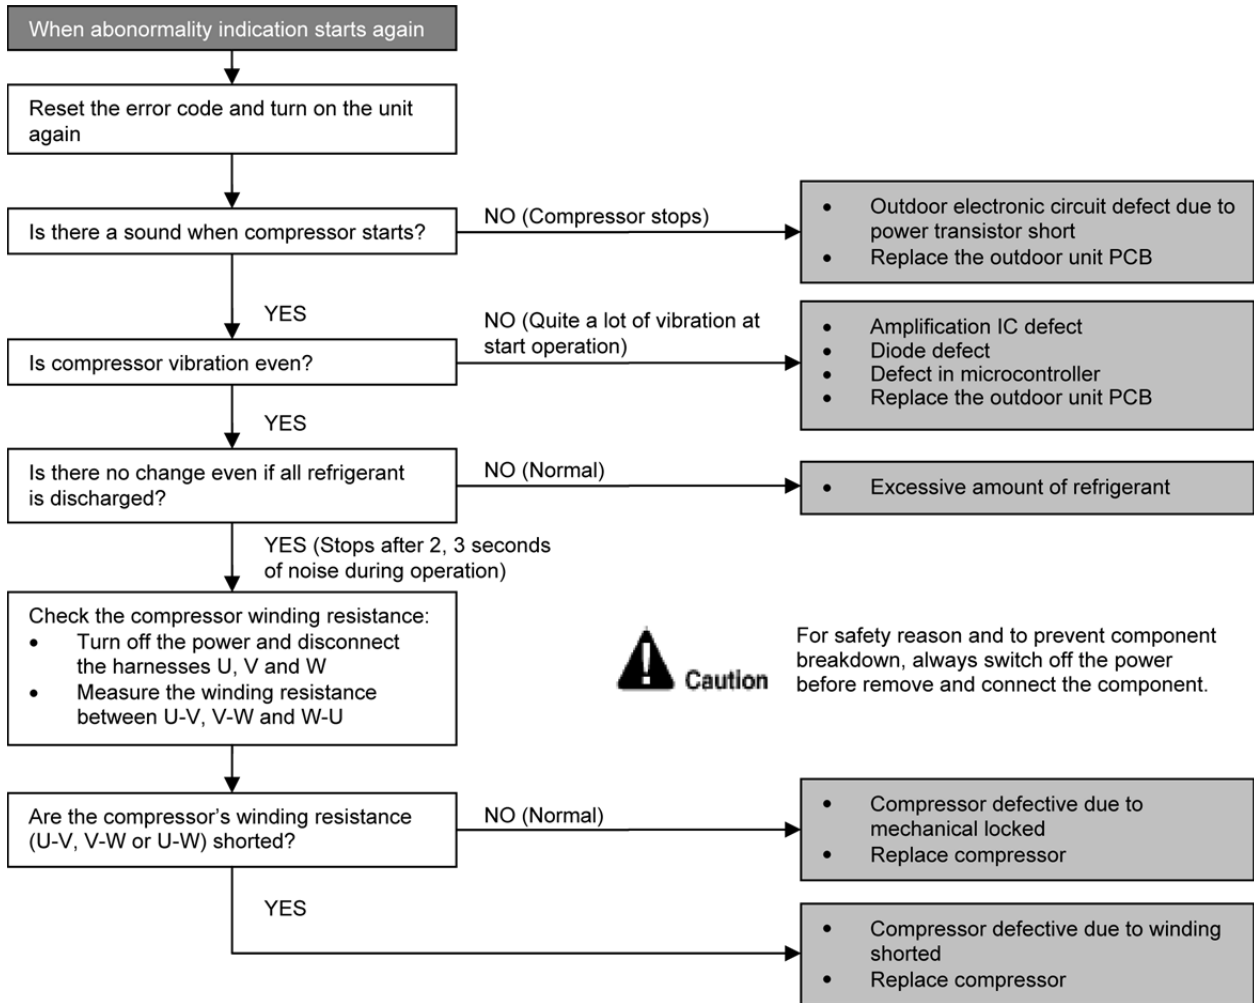 When abonormality indication starts again
Reset the error code and turn on the unit
again
Is there a sound when compressor starts?
NO (Compressor stops)
• Outdoor electronic circuit defect due to
power transistor short
• Replace the outdoor unit PCB
YES
NO (Quite a lot of vibration at
start operation)
Is compressor vibration even?
• Amplification IC defect
• Diode defect
• Defect in microcontroller
• Replace the outdoor unit PCB
YES
Is there no change even if all refrigerant
is discharged?
NO (Normal)
• Excessive amount of refrigerant
YES (Stops after 2, 3 seconds
of noise during operation)
Check the compressor winding resistance:
• Turn off the power and disconnect
the harnesses U, V and W
• Measure the winding resistance
between U-V, V-W and W-U
Caution
For safety reason and to prevent component
breakdown, always switch off the power
before remove and connect the component.
Are the compressor’s winding resistance
(U-V, V-W or U-W) shorted?
NO (Normal)
• Compressor defective due to
mechanical locked
• Replace compressor
YES
• Compressor defective due to winding
shorted
• Replace compressor